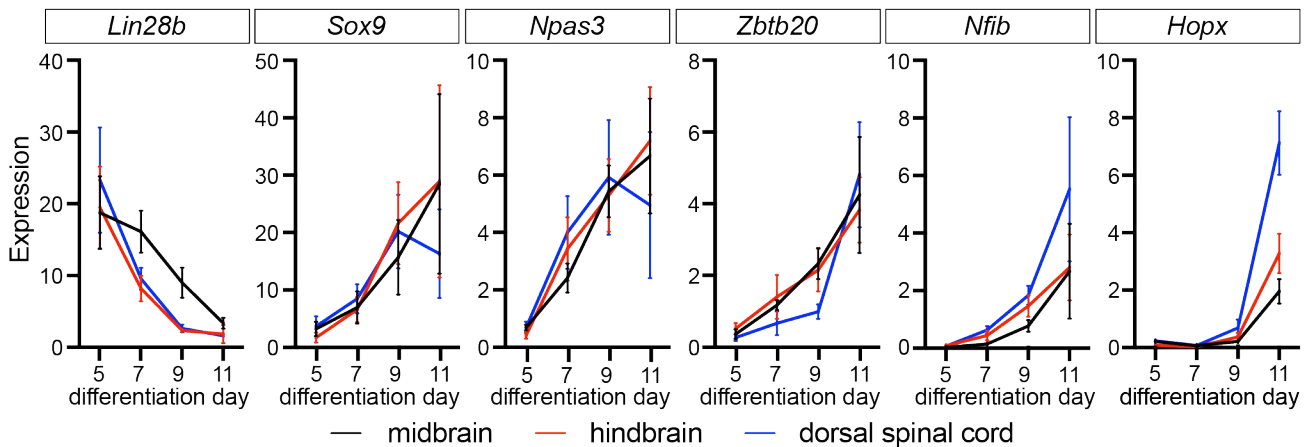 Lin28b Sox9 Npas3 Zbtb20 Nfib Hopx
40 50 10 8 10 10
40 8 8 8
30 6
30 6 6 6
20 4
20 4 4 4
10 2
10 2 2 2
0 0 0 0 0 0
Expression
5 7 9 11 5 7 9 11 5 7 9 11 5 7 9 11 5 7 9 11 5 7 9 11
differentiation day differentiation day differentiation day differentiation day differentiation day differentiation day
midbrain hindbrain dorsal spinal cord